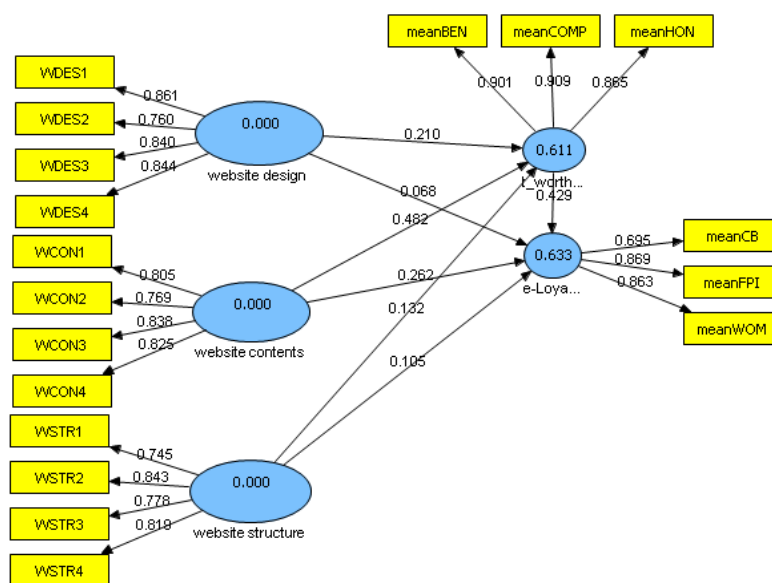 meanBEN
meanCOMP
meanHON
0.901
0.909
0.865
WDES1
WDES2
WDES3
WDES4
0.861
0.760
0.840
0.844
0.000
website design
0.210
0.068
0.611
t_worth...
0.429
0.482
WCON1
WCON2
WCON3
WCON4
0.805
0.769
0.838
0.825
0.000
website contents
0.262
0.633
e-Loya...
0.695
0.869
0.863
meanCB
meanFPI
meanWOM
0.132
0.105
WSTR1
WSTR2
WSTR3
WSTR4
0.745
0.843
0.778
0.819
0.000
website structure